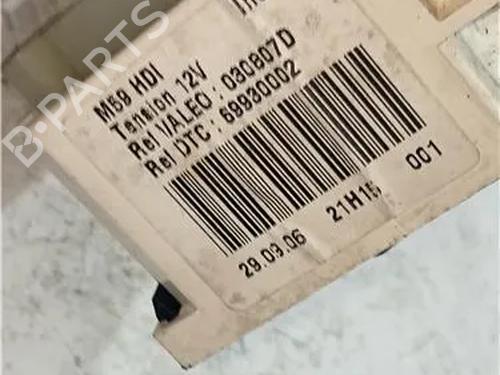 M59 HDI
Tension 12V
Ref VALEO : 030807D
Ref DTC : 69930002
29.09.06 21H15 001
B-PARTS